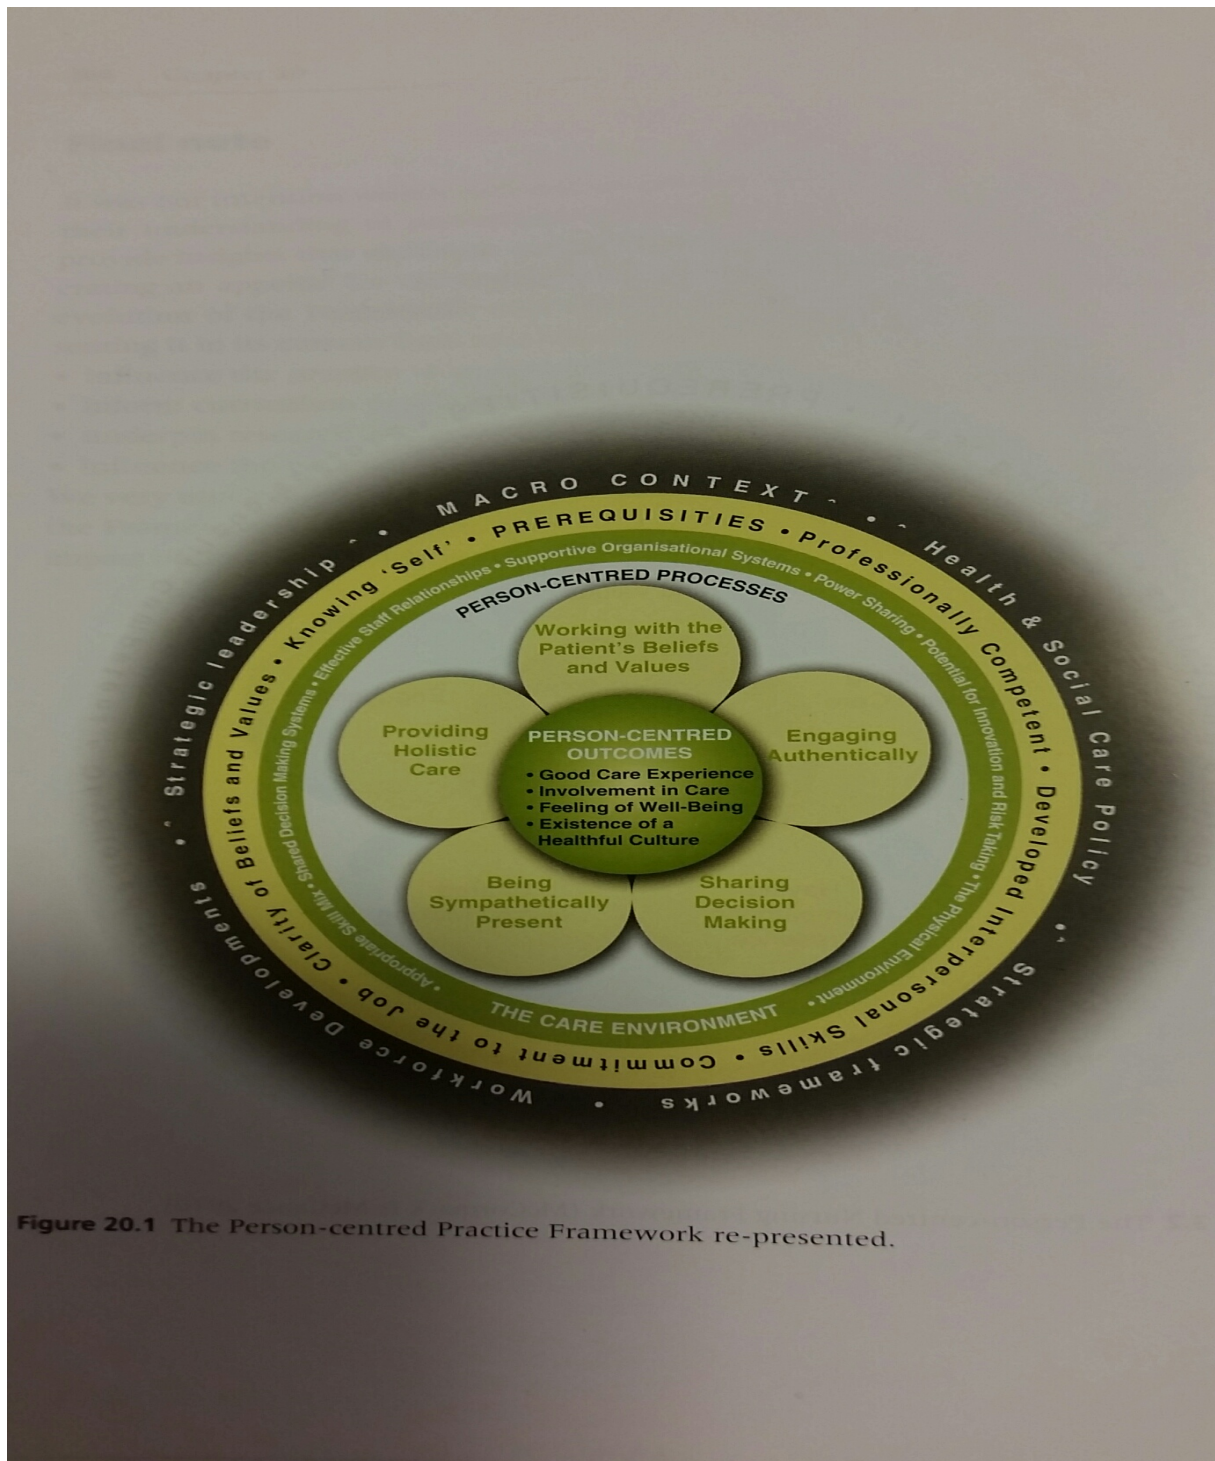 MACRO CONTEXT
Health & Social Care Policy
Strategic frameworks
Workforce Developments
Strategic leadership
PREREQUISITIES
Professionally Competent
Developed Interpersonal Skills
Commitment to the Job
Clarity of Beliefs and Values
Knowing 'Self'
THE CARE ENVIRONMENT
Appropriate Skill Mix
Shared Decision Making Systems
Effective Staff Relationships
Supportive Organisational Systems
Power Sharing
Potential for Innovation and Risk Taking
The Physical Environment
PERSON-CENTRED PROCESSES
Working with the
Patient's Beliefs
and Values
Engaging
Authentically
Sharing
Decision
Making
Being
Sympathetically
Present
Providing
Holistic
Care
PERSON-CENTRED
OUTCOMES
• Good Care Experience
• Involvement in Care
• Feeling of Well-Being
• Existence of a
Healthful Culture
Figure 20.1 The Person-centred Practice Framework re-presented.